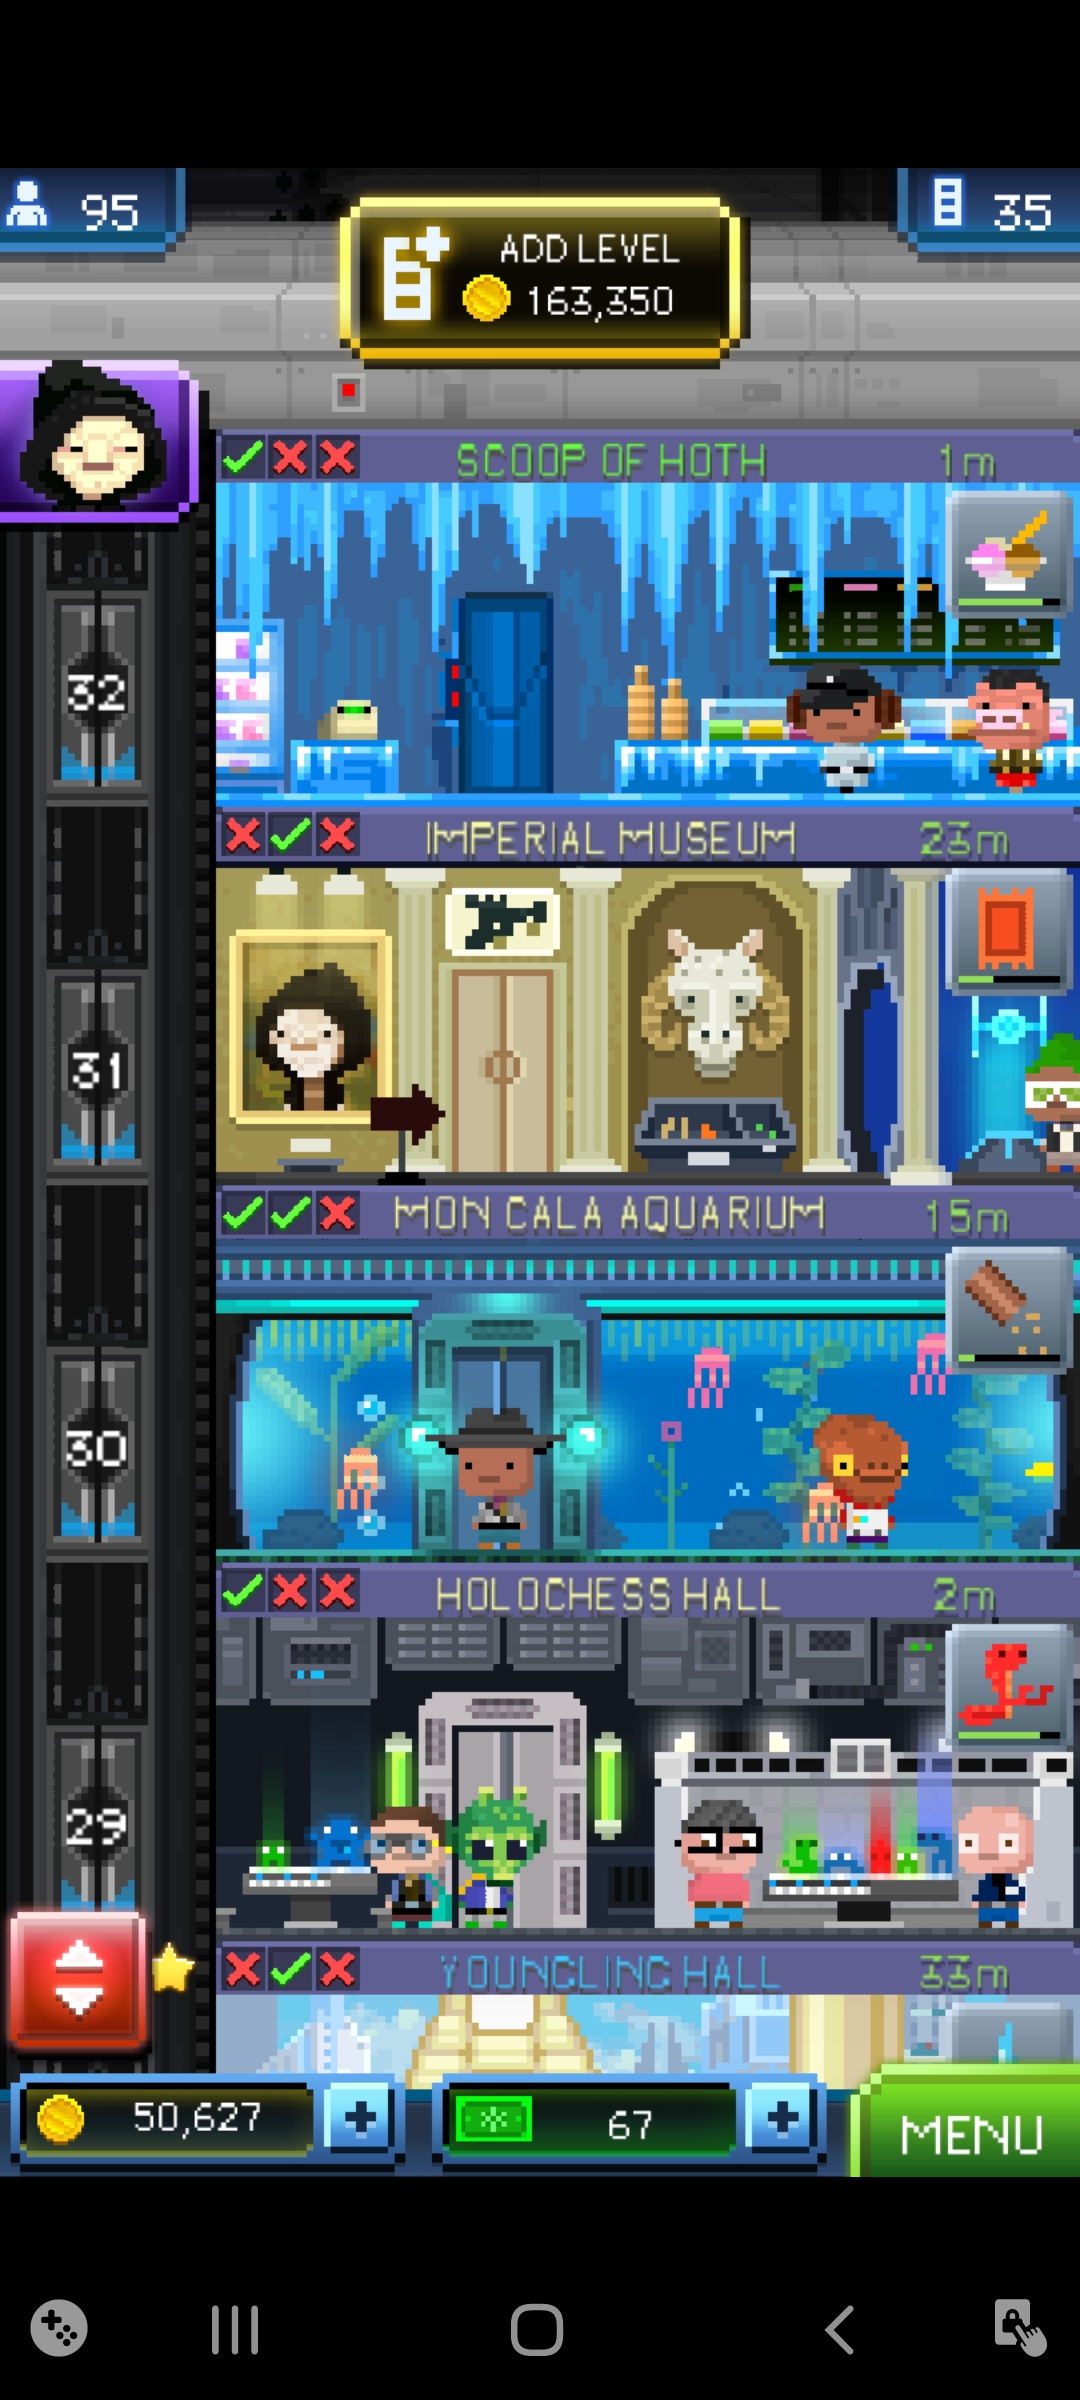 95
35
ADD LEVEL
163,350
SCOOP OF HOTH 1m
32
IMPERIAL MUSEUM 23m
31
MON CALA AQUARIUM 15m
30
HOLOCHESS HALL 2m
29
YOUNGLING HALL 33m
50,627
67
MENU